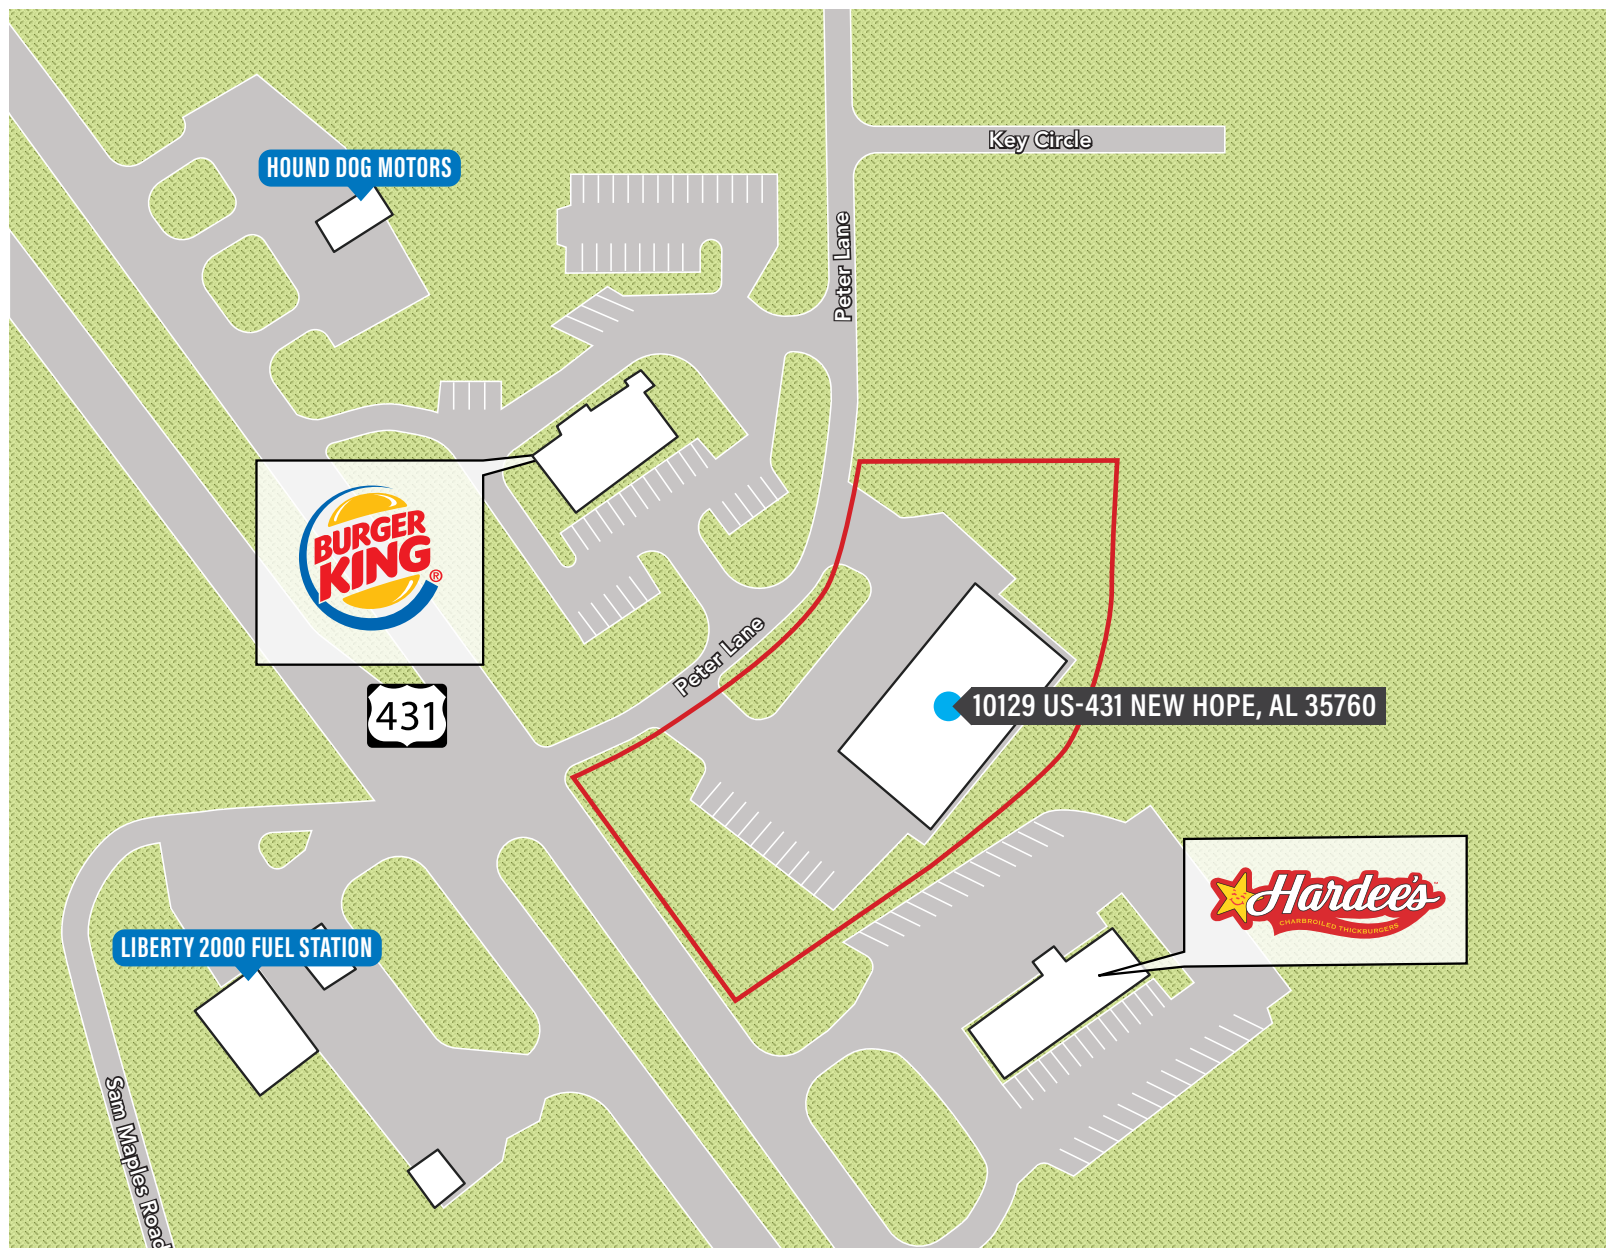 Key Circle
HOUND DOG MOTORS
Peter Lane
BURGER
KING
®
Peter Lane
431
10129 US-431 NEW HOPE, AL 35760
Hardee's
CHARBROILED THICKBURGERS
LIBERTY 2000 FUEL STATION
Sam Maples Road